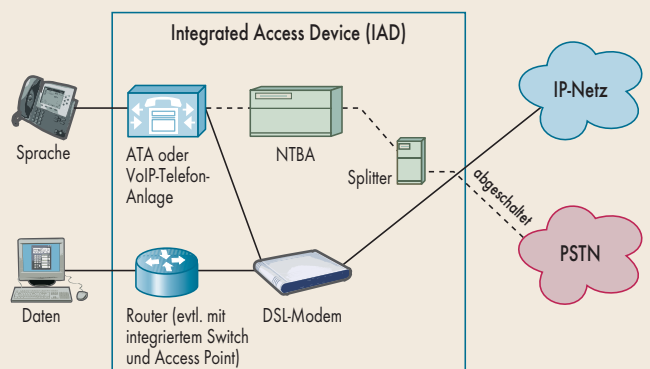 Integrated Access Device (IAD)
IP-Netz
Sprache
ATA oder
VoIP-Telefon-
Anlage
NTBA
Splitter
abgeschaltet
PSTN
Daten
Router (evtl. mit
integriertem Switch
und Access Point)
DSL-Modem